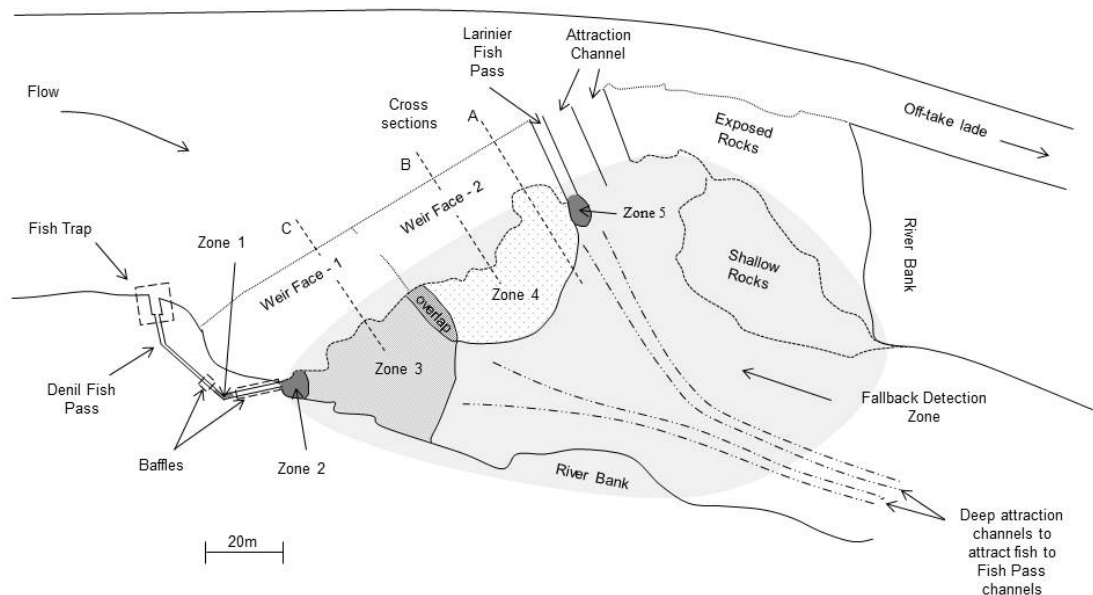 Larinier
Fish
Pass
Attraction
Channel
Flow
Cross
sections
A
B
C
Exposed
Rocks
Off-take lade
Weir Face - 2
Weir Face - 1
Fish Trap
Zone 1
Zone 5
River Bank
Shallow
Rocks
Zone 4
overlap
Zone 3
Denil Fish
Pass
Fallback Detection
Zone
Baffles
Zone 2
River Bank
20m
Deep attraction
channels to
attract fish to
Fish Pass
channels